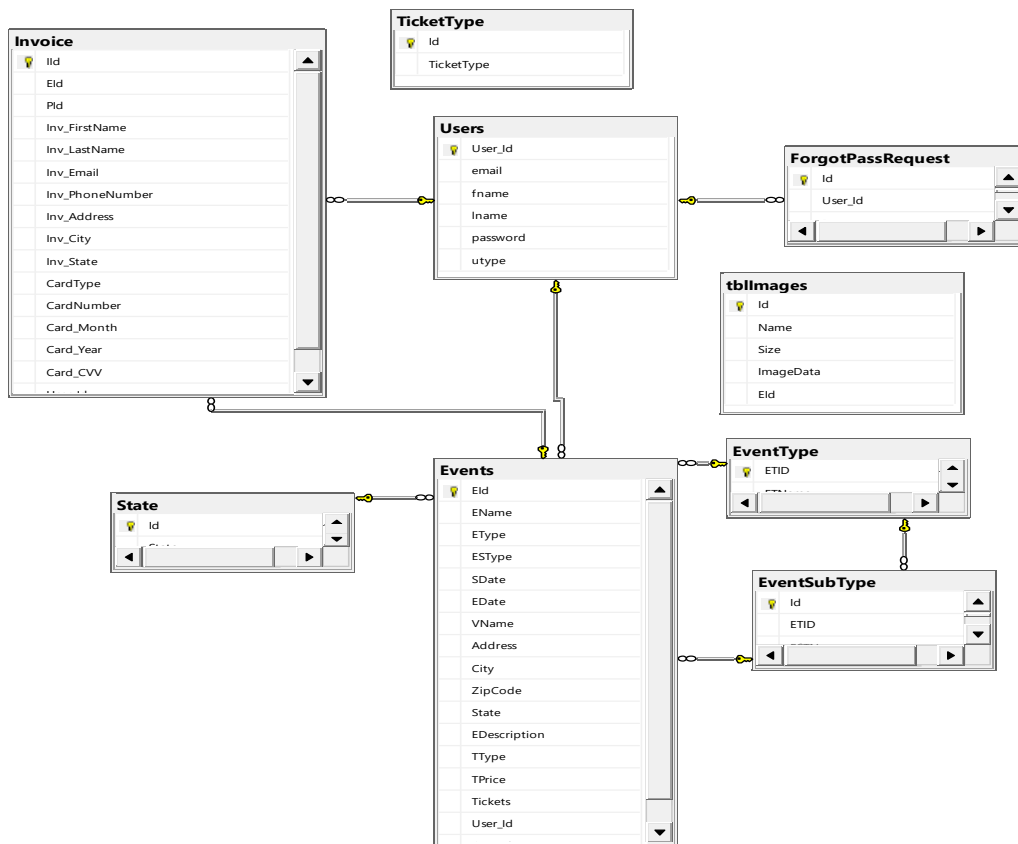 TicketType
Id
TicketType
Invoice
IId
EId
PId
Inv_FirstName
Inv_LastName
Inv_Email
Inv_PhoneNumber
Inv_Address
Inv_City
Inv_State
CardType
CardNumber
Card_Month
Card_Year
Card_CVV
Users
User_Id
email
fname
lname
password
utype
ForgotPassRequest
Id
User_Id
tblImages
Id
Name
Size
ImageData
EId
EventType
ETID
State
Id
Events
EId
EName
EType
ESType
SDate
EDate
VName
Address
City
ZipCode
State
EDescription
TType
TPrice
Tickets
User_Id
EventSubType
Id
ETID